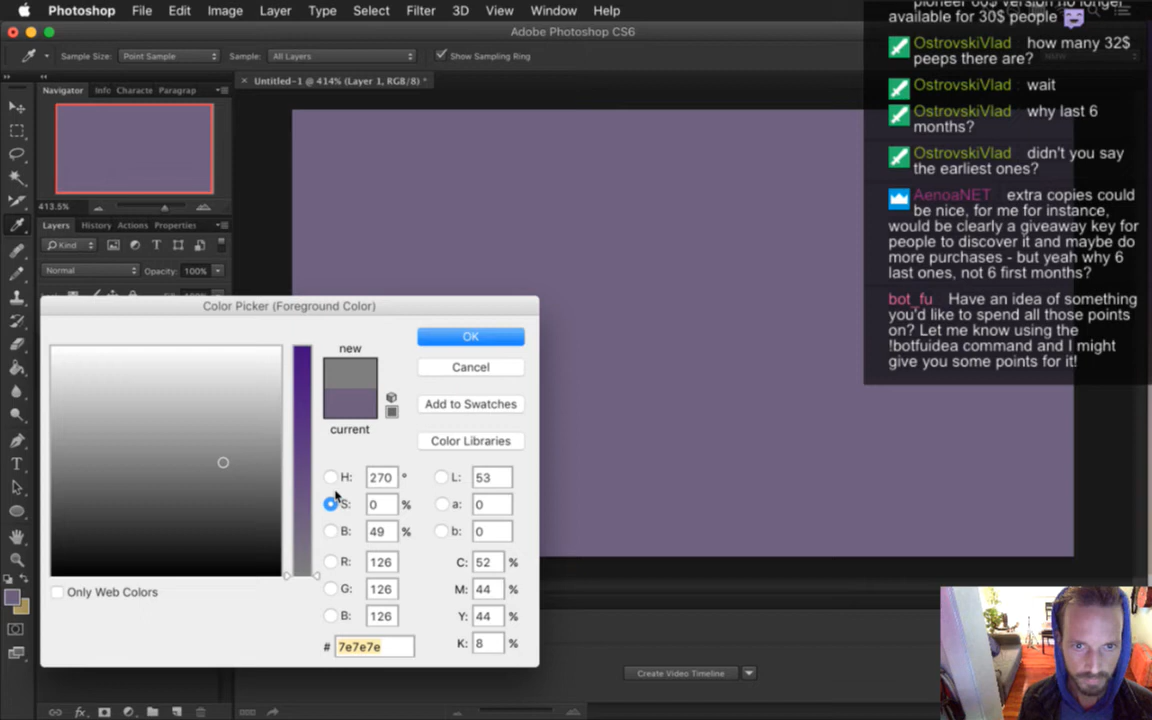 Photoshop File Edit Image Layer Type Select Filter 3D View Window Help
available for 30$ people
Adobe Photoshop CS6
Sample Size: Point Sample Sample: All Layers Show Sampling Ring
OstrovskiVlad how many 32$
peeps there are?
× Untitled-1 @ 414% (Layer 1, RGB/8) *
OstrovskiVlad wait
Navigator Info Characte Paragrap
OstrovskiVlad why last 6
months?
OstrovskiVlad didn't you say
the earliest ones?
AenoaNET extra copies could
be nice, for me for instance,
would be clearly a giveaway key for
people to discover it and maybe do
more purchases - but yeah why 6
last ones, not 6 first months?
bot_fu Have an idea of something
you'd like to spend all those points
on? Let me know using the
!botfuidea command and I might
give you some points for it!
413.5%
Layers History Actions Properties
Kind
Normal Opacity: 100%
Color Picker (Foreground Color)
new
current
OK
Cancel
Add to Swatches
Color Libraries
H: 270 ° L: 53
S: 0 % a: 0
B: 49 % b: 0
R: 126 C: 52 %
G: 126 M: 44 %
B: 126 Y: 44 %
# 7e7e7e K: 8 %
Only Web Colors
Create Video Timeline
fx